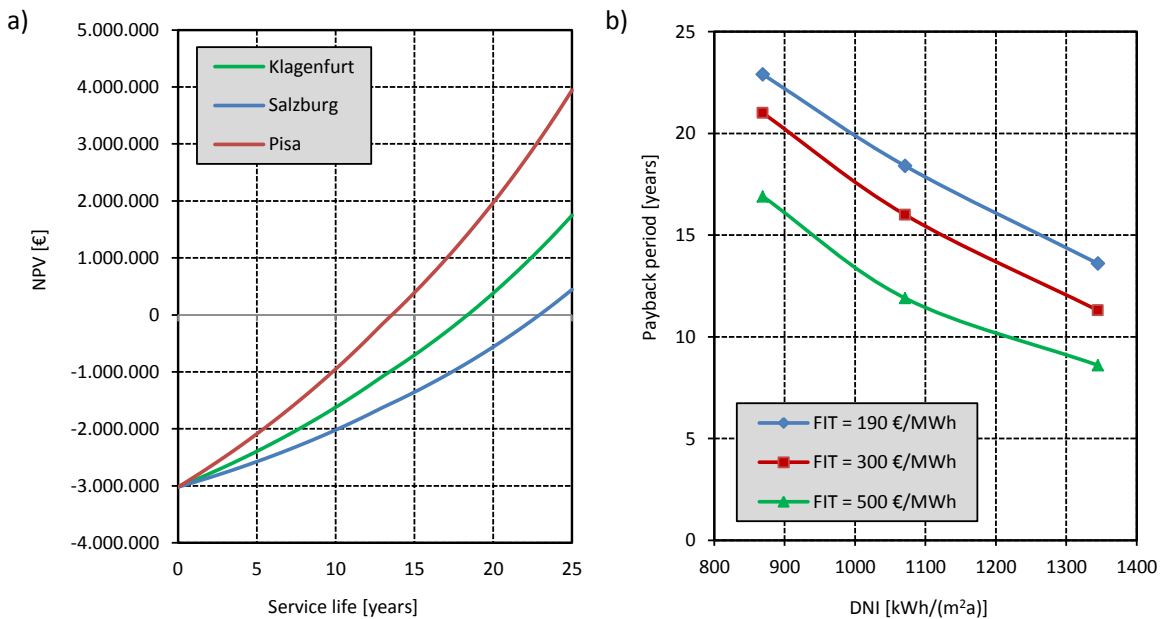 a)
5.000.000
4.000.000
3.000.000
2.000.000
1.000.000
0
-1.000.000
-2.000.000
-3.000.000
-4.000.000
NPV [€]
Klagenfurt
Salzburg
Pisa
0 5 10 15 20 25
Service life [years]
b)
25
20
15
10
5
0
Payback period [years]
FIT = 190 €/MWh
FIT = 300 €/MWh
FIT = 500 €/MWh
800 900 1000 1100 1200 1300 1400
DNI [kWh/(m²a)]